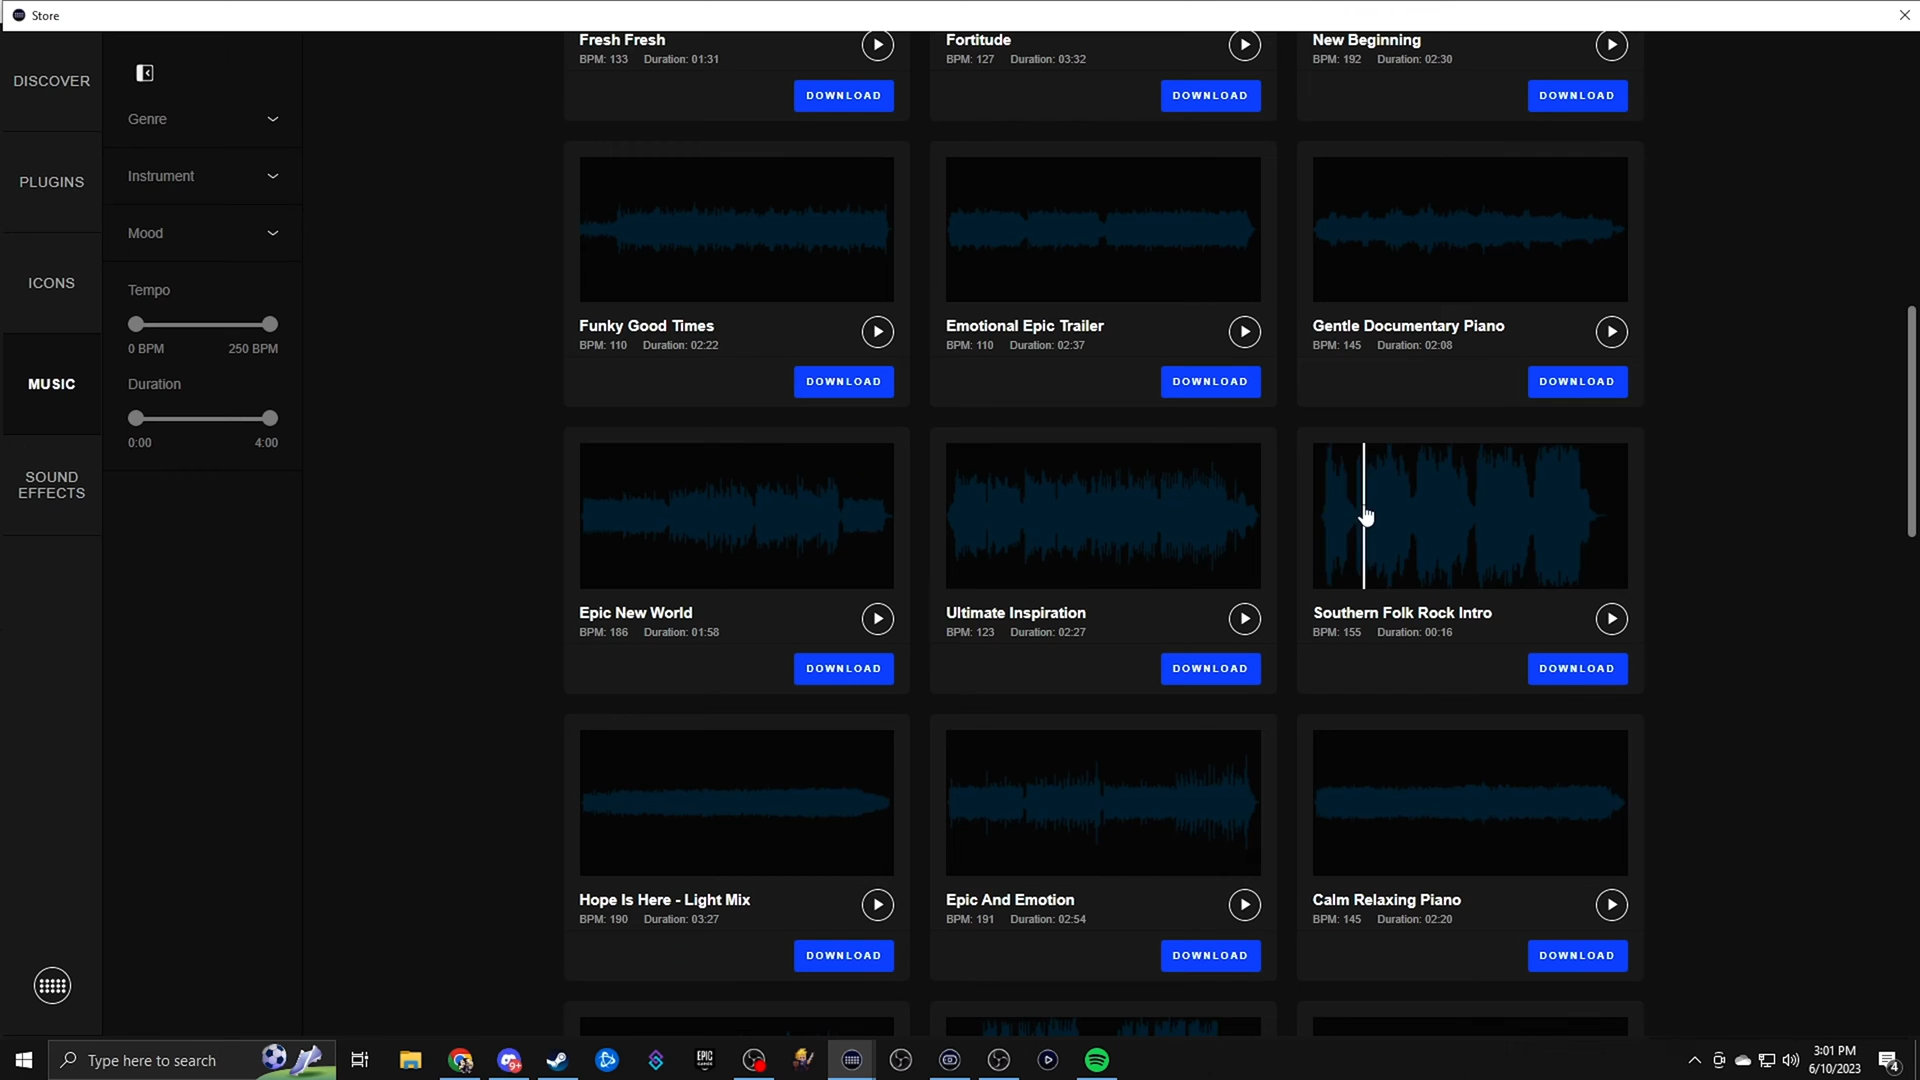 Store
DISCOVER
PLUGINS
ICONS
MUSIC
SOUND
EFFECTS
Genre
Instrument
Mood
Tempo
0 BPM 250 BPM
Duration
0:00 4:00
Fresh Fresh
BPM: 133 Duration: 01:31
DOWNLOAD
Fortitude
BPM: 127 Duration: 03:32
DOWNLOAD
New Beginning
BPM: 192 Duration: 02:30
DOWNLOAD
Funky Good Times
BPM: 110 Duration: 02:22
DOWNLOAD
Emotional Epic Trailer
BPM: 110 Duration: 02:37
DOWNLOAD
Gentle Documentary Piano
BPM: 145 Duration: 02:08
DOWNLOAD
Epic New World
BPM: 186 Duration: 01:58
DOWNLOAD
Ultimate Inspiration
BPM: 123 Duration: 02:27
DOWNLOAD
Southern Folk Rock Intro
BPM: 155 Duration: 00:16
DOWNLOAD
Hope Is Here - Light Mix
BPM: 190 Duration: 03:27
DOWNLOAD
Epic And Emotion
BPM: 191 Duration: 02:54
DOWNLOAD
Calm Relaxing Piano
BPM: 145 Duration: 02:20
DOWNLOAD
Type here to search
9+
EPIC
GAMES
3:01 PM
6/10/2023
4